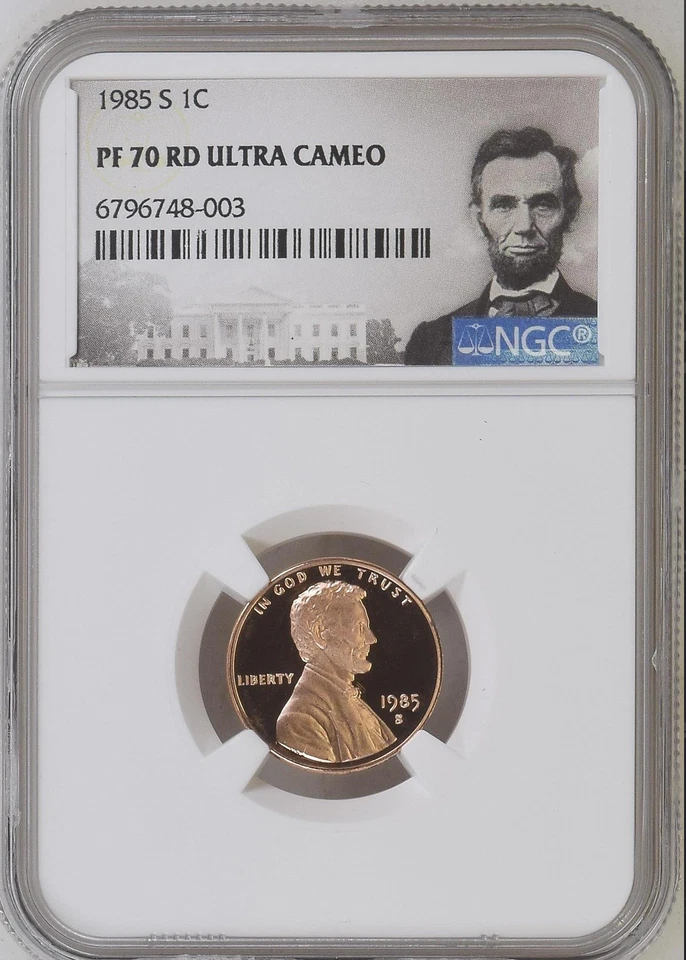 1985 S 1C
PF 70 RD ULTRA CAMEO
6796748-003
NGC®
IN GOD WE TRUST
LIBERTY
1985
S